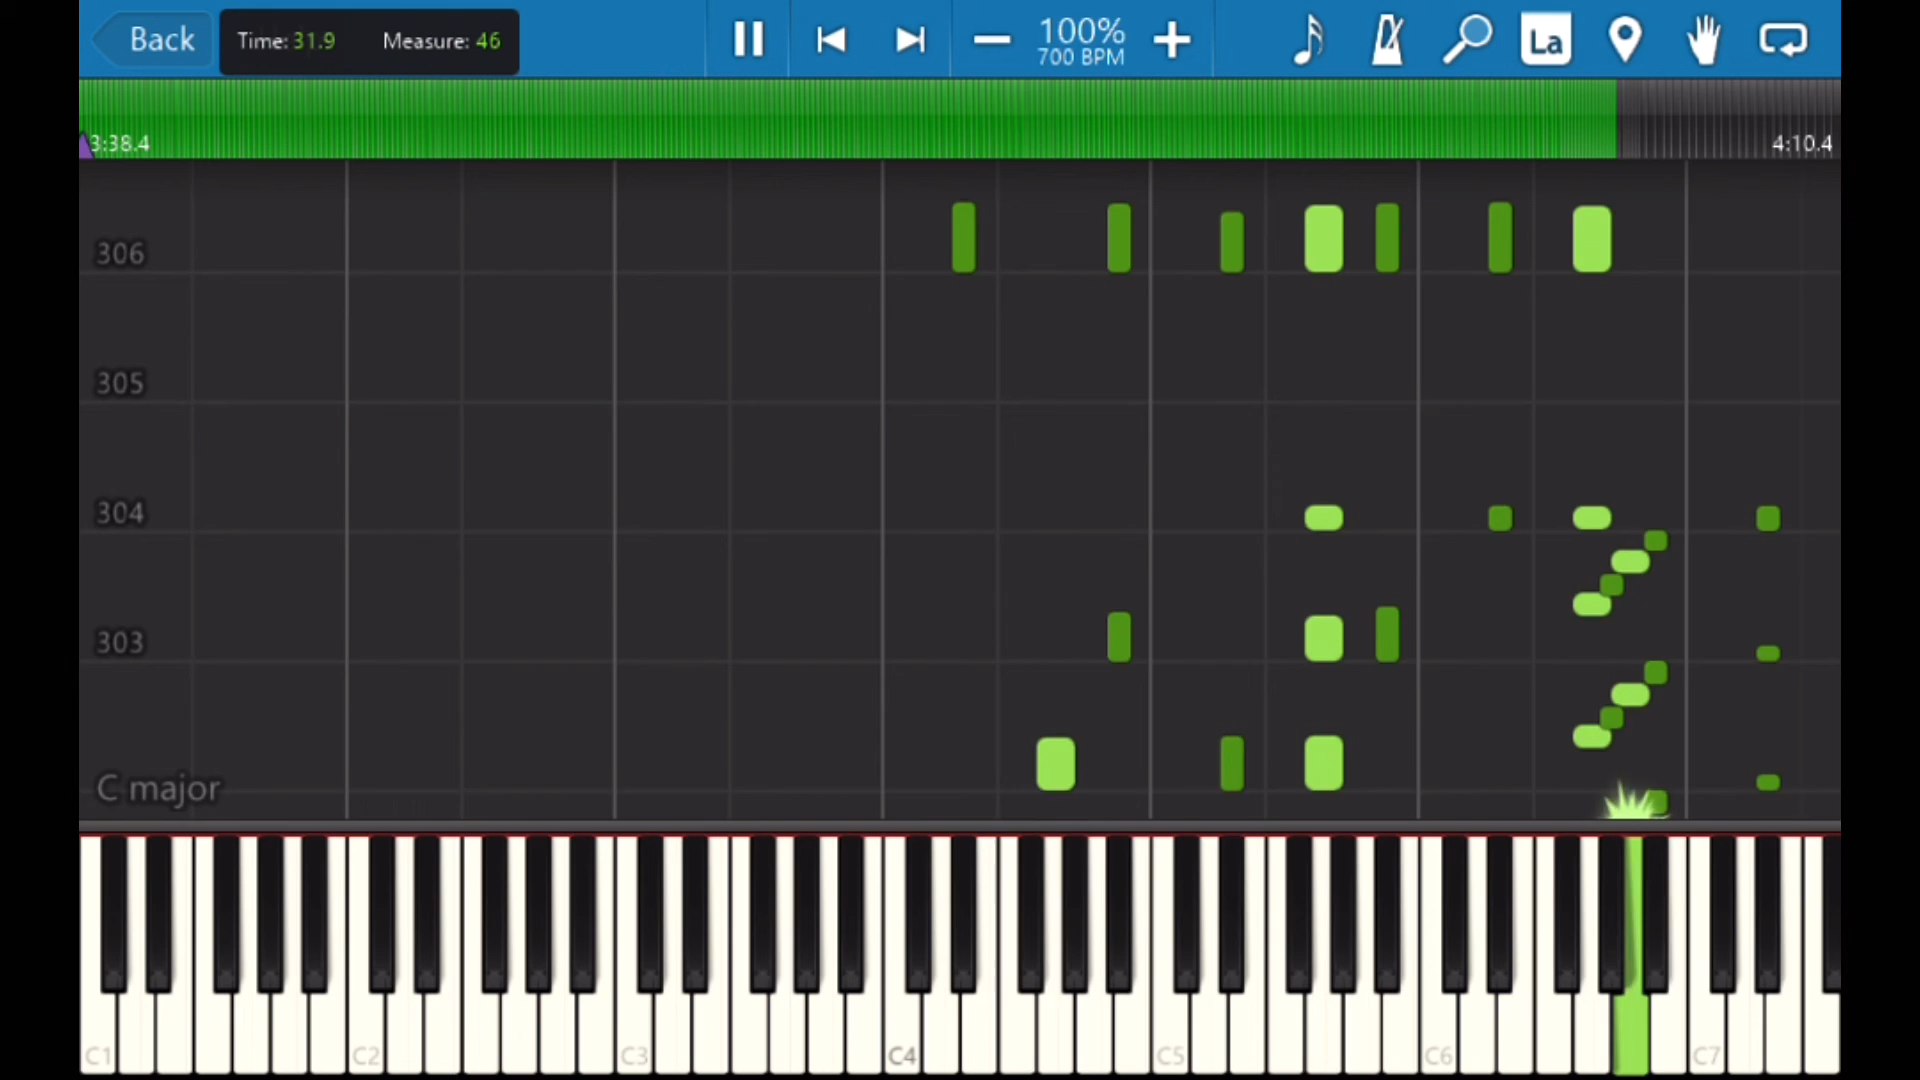 Back
Time: 31.9 Measure: 46
100%
700 BPM
La
3:38.4 4:10.4
306
305
304
303
C major
C1 C2 C3 C4 C5 C6 C7